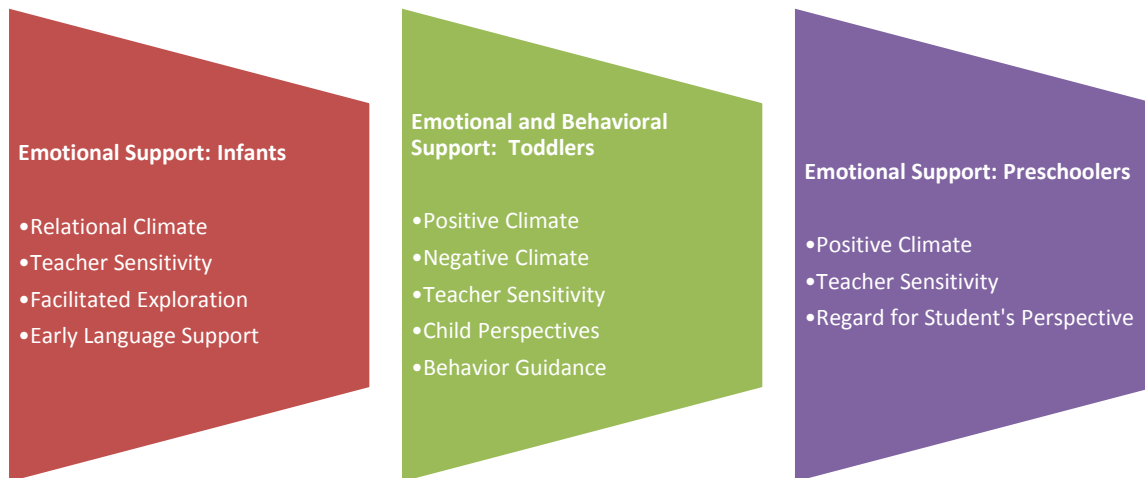 Emotional Support: Infants
•Relational Climate
•Teacher Sensitivity
•Facilitated Exploration
•Early Language Support
Emotional and Behavioral
Support:  Toddlers
•Positive Climate
•Negative Climate
•Teacher Sensitivity
•Child Perspectives
•Behavior Guidance
Emotional Support: Preschoolers
•Positive Climate
•Teacher Sensitivity
•Regard for Student's Perspective